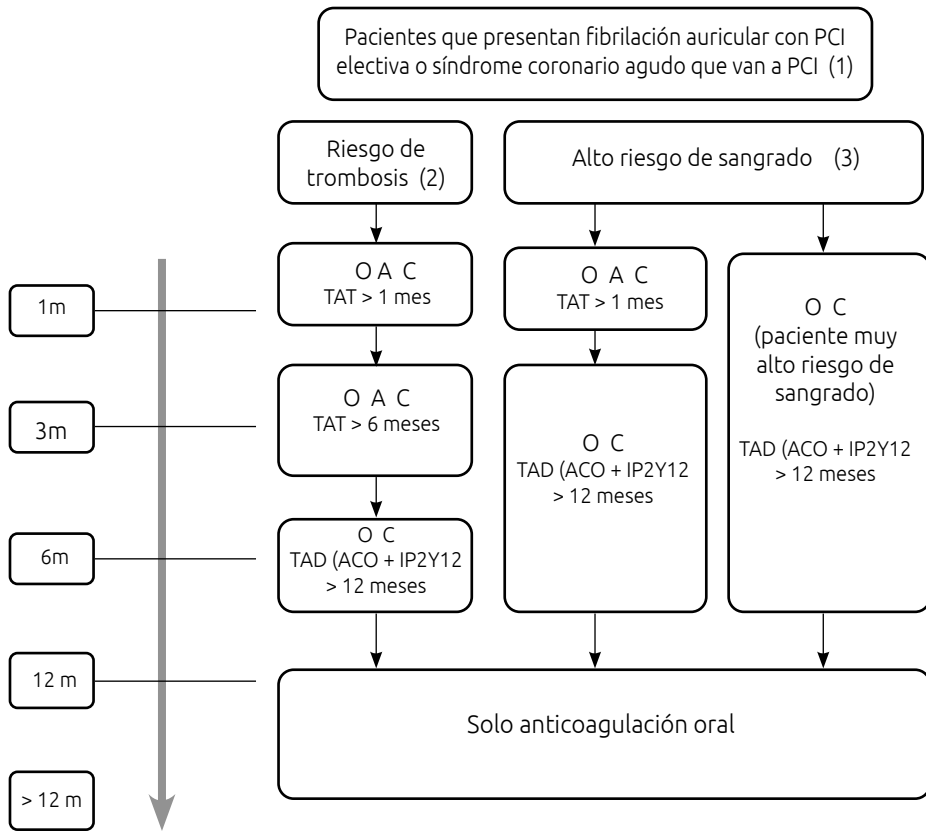 Pacientes que presentan fibrilación auricular con PCI
electiva o síndrome coronario agudo que van a PCI (1)
Riesgo de
trombosis (2)
Alto riesgo de sangrado (3)
1m
3m
6m
12 m
> 12 m
O A C
TAT > 1 mes
O A C
TAT > 6 meses
O C
TAD (ACO + IP2Y12
> 12 meses
O A C
TAT > 1 mes
O C
TAD (ACO + IP2Y12
> 12 meses
O C
(paciente muy
alto riesgo de
sangrado)
TAD (ACO + IP2Y12
> 12 meses
Solo anticoagulación oral